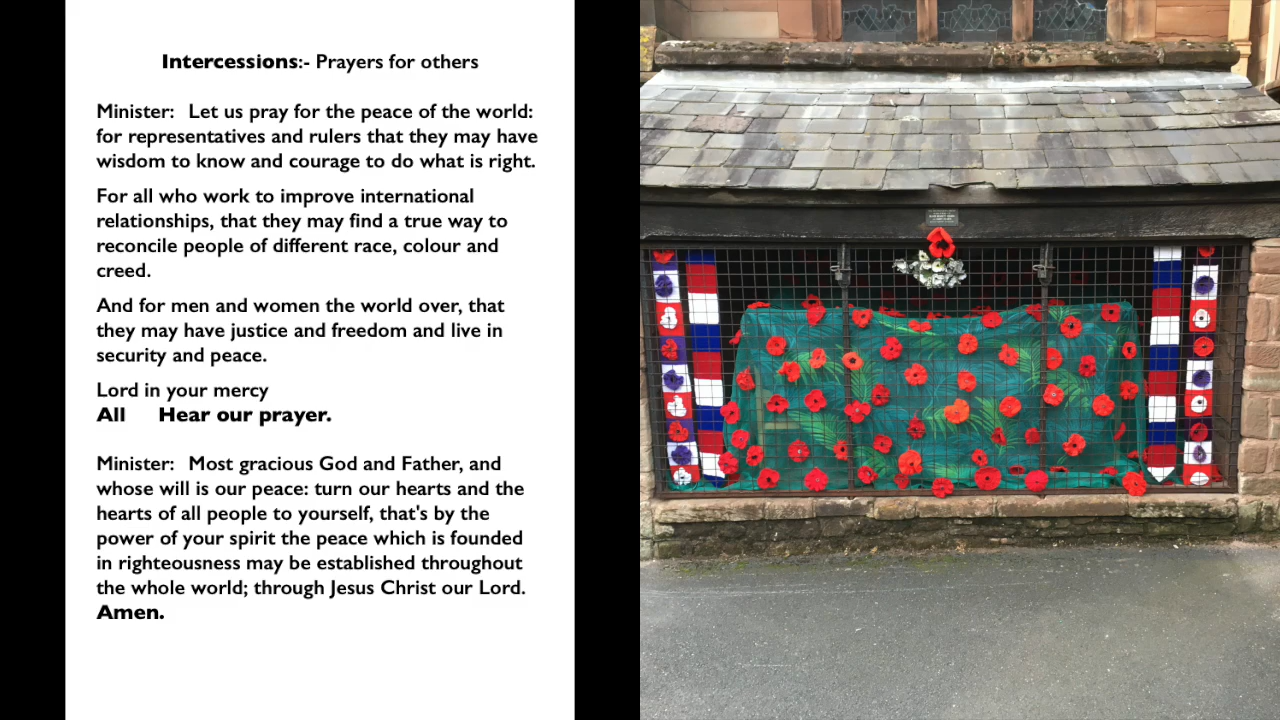 Intercessions:- Prayers for others
Minister: Let us pray for the peace of the world:
for representatives and rulers that they may have
wisdom to know and courage to do what is right.
For all who work to improve international
relationships, that they may find a true way to
reconcile people of different race, colour and
creed.
And for men and women the world over, that
they may have justice and freedom and live in
security and peace.
Lord in your mercy
All Hear our prayer.
Minister: Most gracious God and Father, and
whose will is our peace: turn our hearts and the
hearts of all people to yourself, that's by the
power of your spirit the peace which is founded
in righteousness may be established throughout
the whole world; through Jesus Christ our Lord.
Amen.